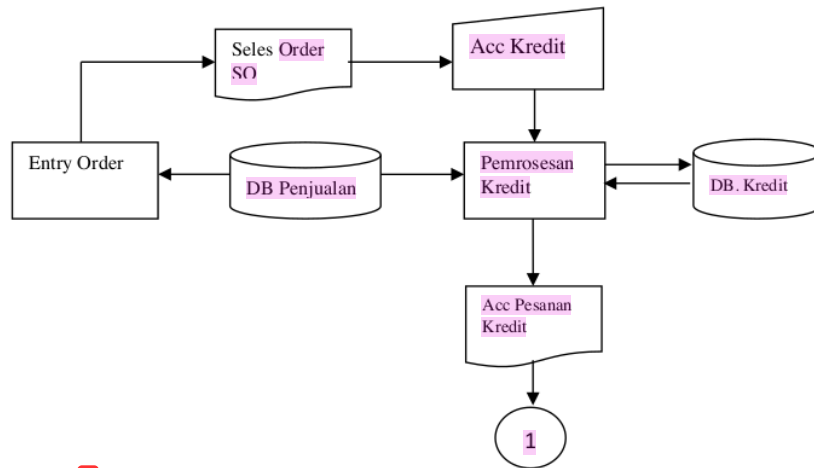 Seles Order
SO
Acc Kredit
Entry Order
DB Penjualan
Pemrosesan
Kredit
DB. Kredit
Acc Pesanan
Kredit
1